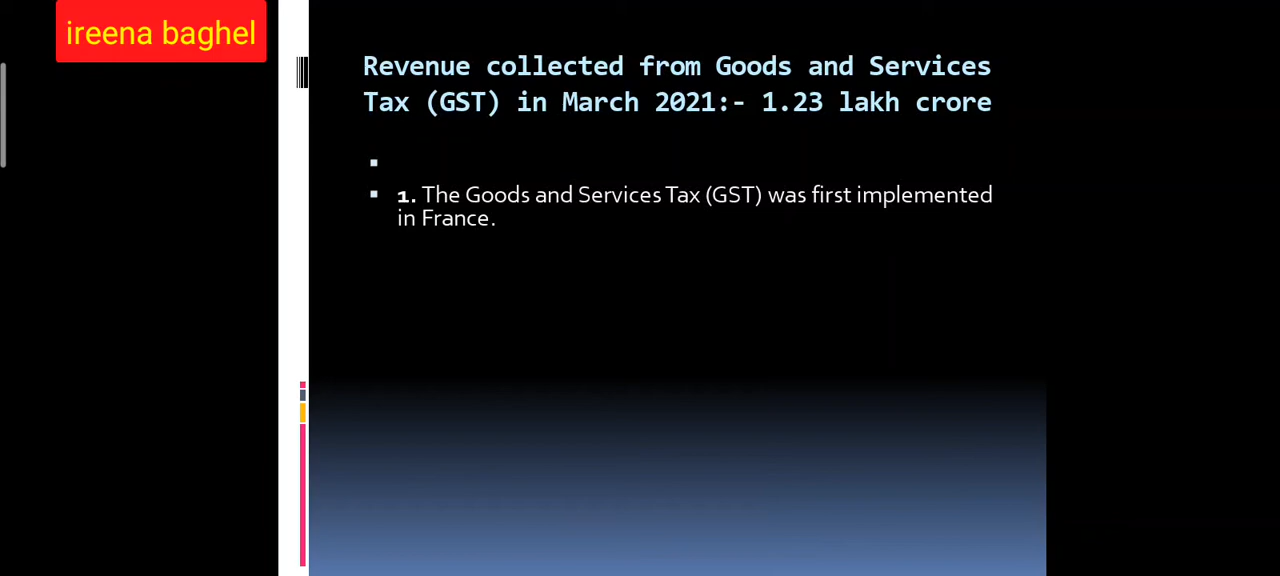 ireena baghel
Revenue collected from Goods and Services
Tax (GST) in March 2021:- 1.23 lakh crore
1. The Goods and Services Tax (GST) was first implemented
in France.